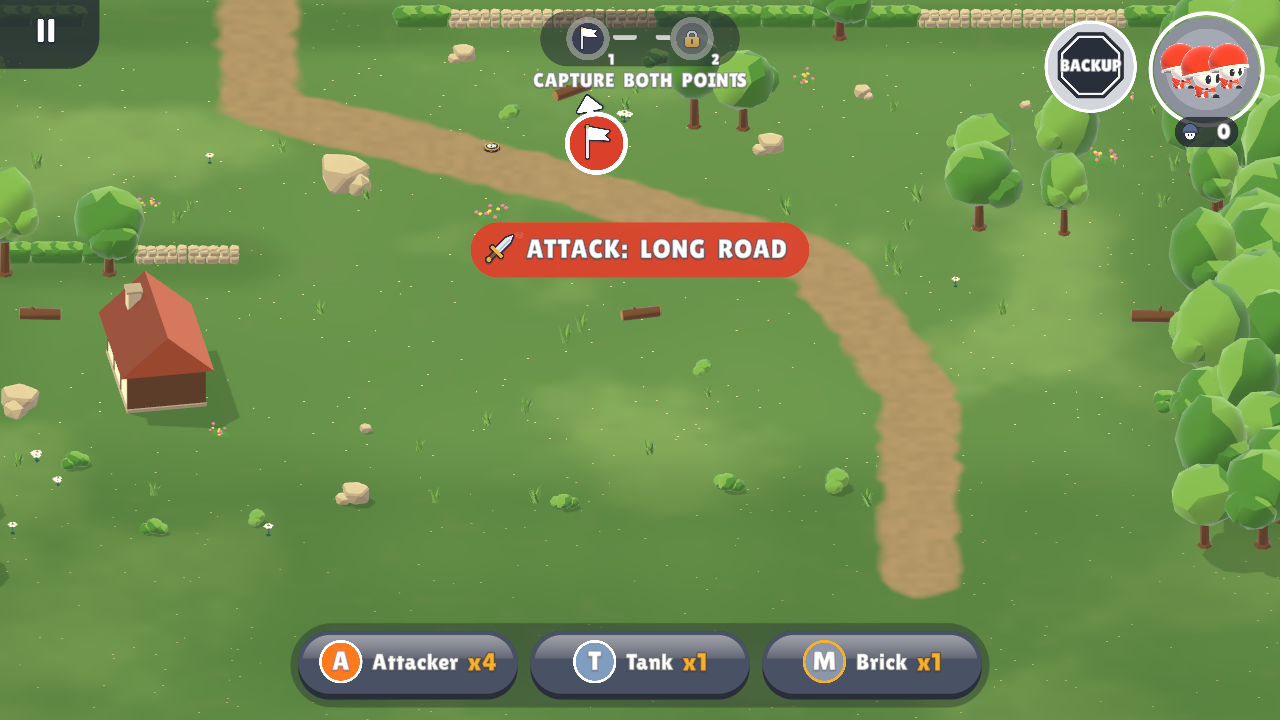 1 2
CAPTURE BOTH POINTS
BACKUP
0
ATTACK: LONG ROAD
A Attacker x4
T Tank x1
M Brick x1